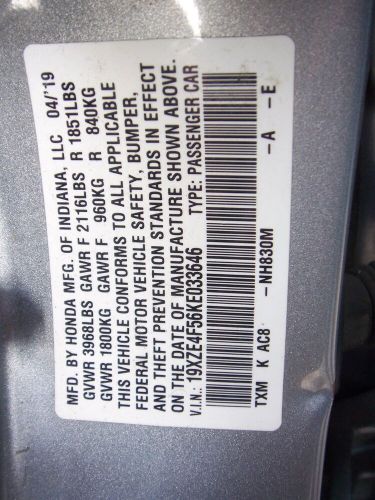 MFD. BY HONDA MFG. OF INDIANA, LLC 04/'19
GVWR 3968LBS GAWR F 2116LBS R 1851LBS
GVWR 1800KG GAWR F 960KG R 840KG
THIS VEHICLE CONFORMS TO ALL APPLICABLE
FEDERAL MOTOR VEHICLE SAFETY, BUMPER,
AND THEFT PREVENTION STANDARDS IN EFFECT
ON THE DATE OF MANUFACTURE SHOWN ABOVE.
V.I.N.: 19XZE4F56KE033646 TYPE: PASSENGER CAR
TXM K AC8 -NH830M -A -E